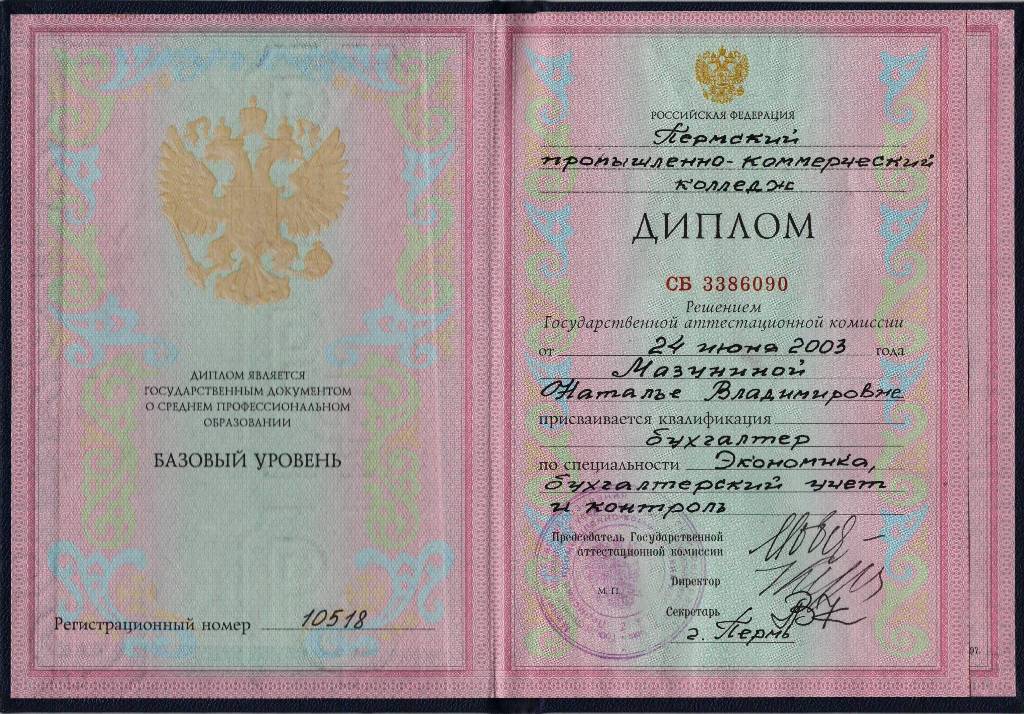 ДИПЛОМ ЯВЛЯЕТСЯ
ГОСУДАРСТВЕННЫМ ДОКУМЕНТОМ
О СРЕДНЕМ ПРОФЕССИОНАЛЬНОМ
ОБРАЗОВАНИИ
БАЗОВЫЙ УРОВЕНЬ
Регистрационный номер 10518
РОССИЙСКАЯ ФЕДЕРАЦИЯ
Пермский
промышленно-коммерческий
колледж
ДИПЛОМ
СБ 3386090
Решением
Государственной аттестационной комиссии
от 24 июня 2003 года
Мазуниной
Наталье Владимировне
присваивается квалификация
бухгалтер
по специальности Экономика,
бухгалтерский учет
и контроль
Председатель Государственной
аттестационной комиссии
М.П.
Директор
Секретарь
г. Пермь